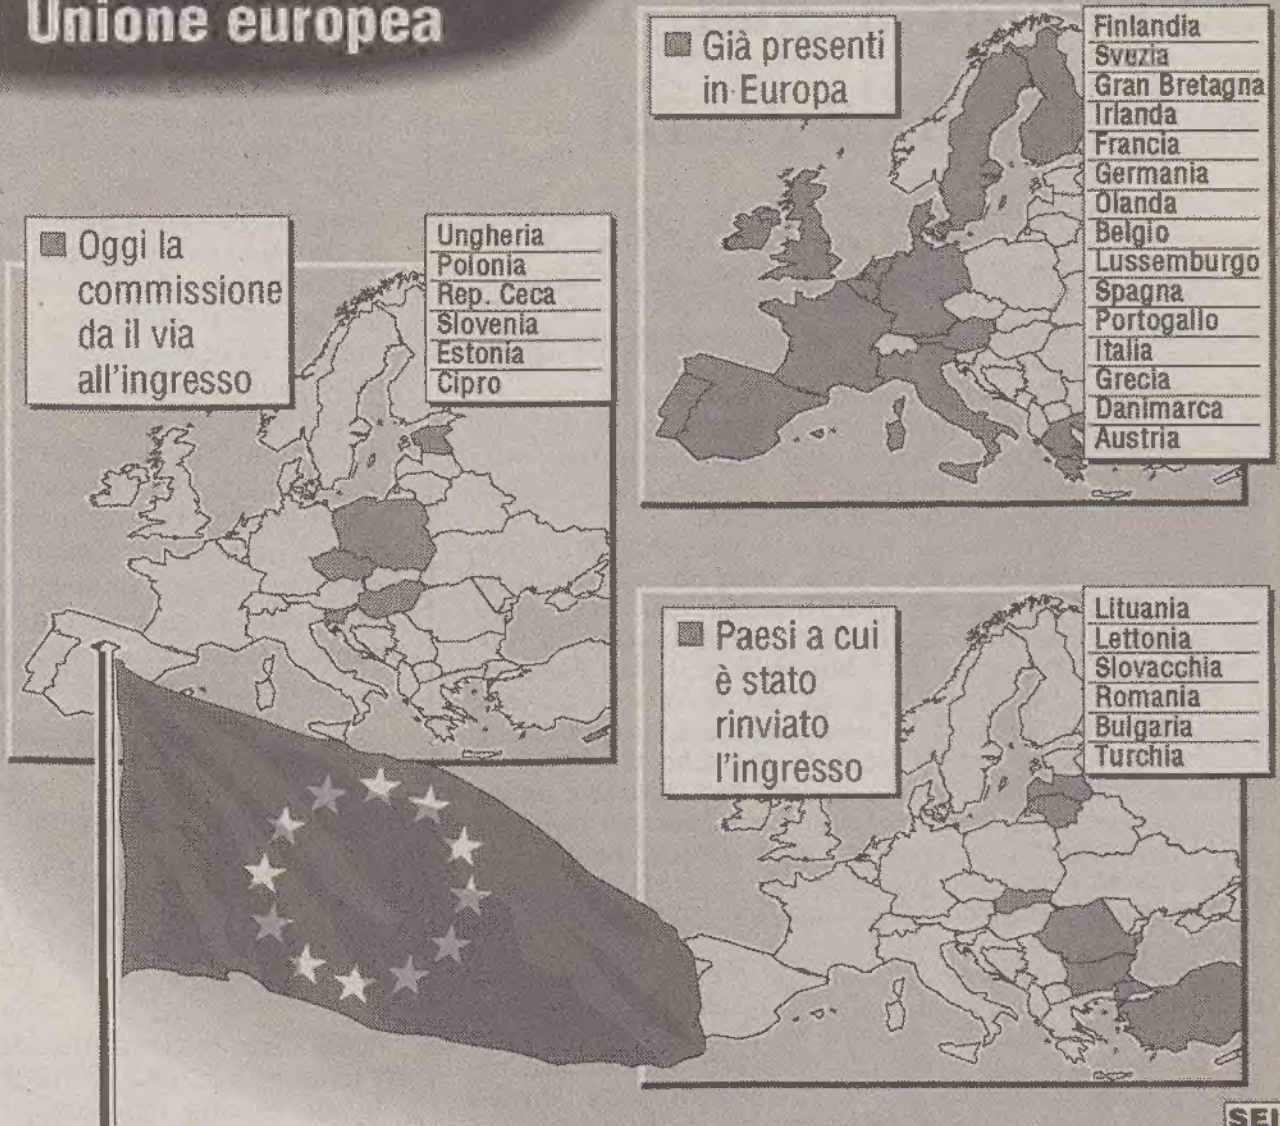 Unione europea
Già presenti
in Europa
Finlandia
Svezia
Gran Bretagna
Irlanda
Francia
Germania
Olanda
Belgio
Lussemburgo
Spagna
Portogallo
Italia
Grecia
Danimarca
Austria
Oggi la
commissione
da il via
all'ingresso
Ungheria
Polonia
Rep. Ceca
Slovenia
Estonia
Cipro
Paesi a cui
è stato
rinviato
l'ingresso
Lituania
Lettonia
Slovacchia
Romania
Bulgaria
Turchia